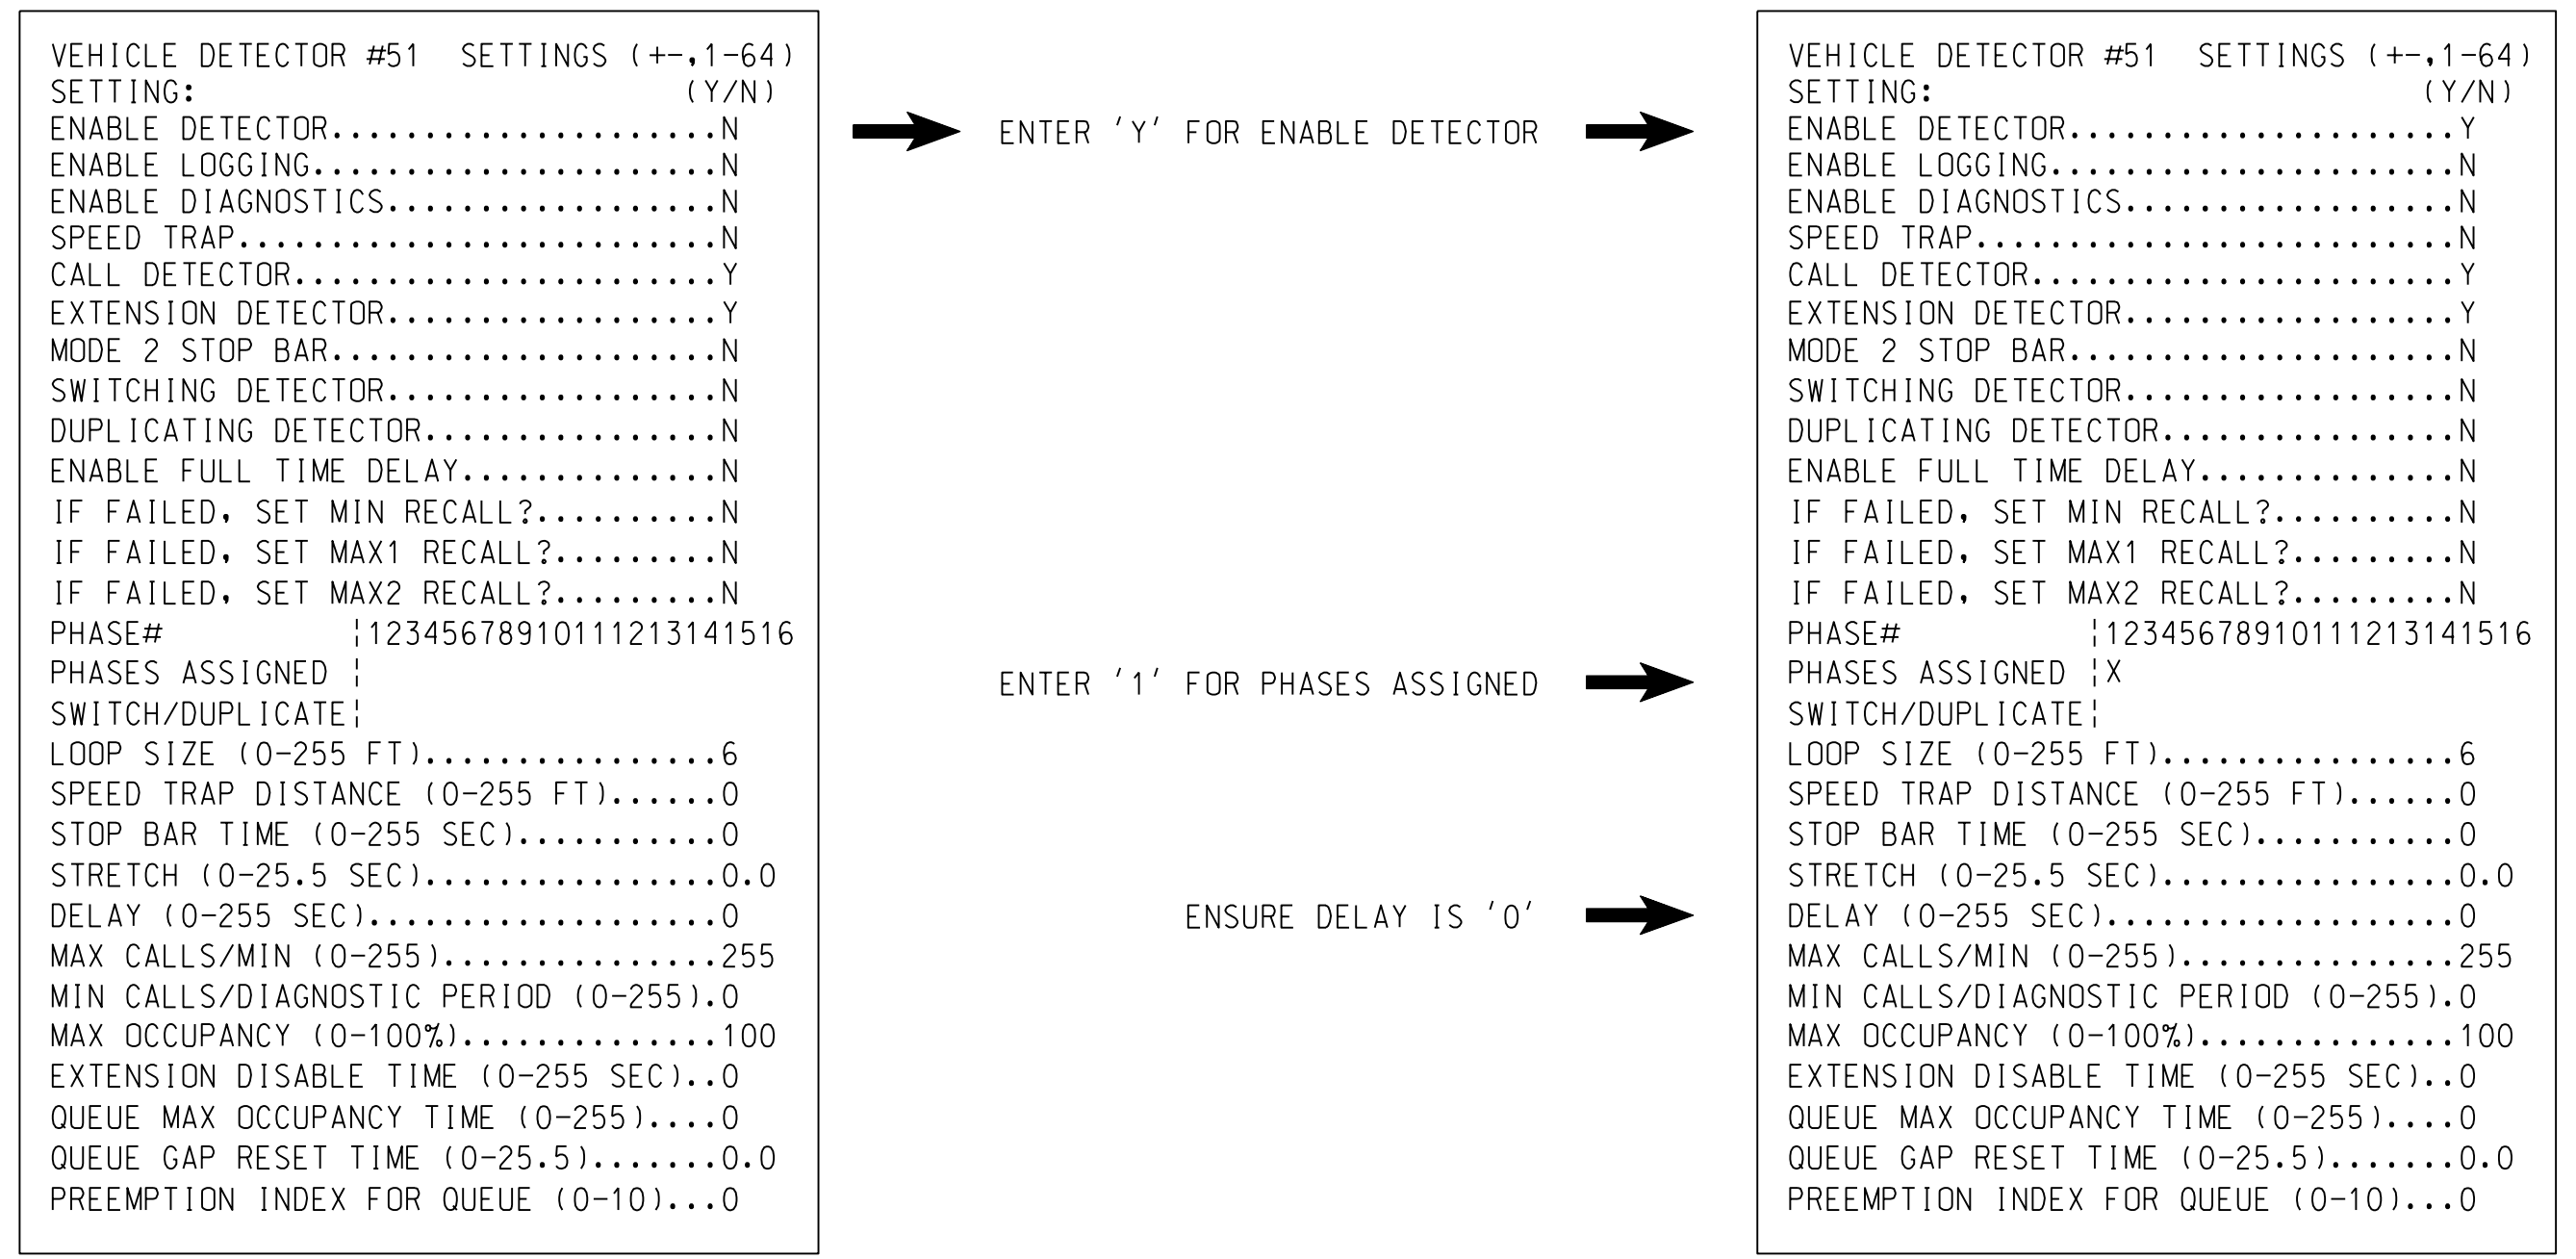 VEHICLE DETECTOR #51  SETTINGS (+-,1-64)
SETTING:                          (Y/N)
ENABLE DETECTOR.....................N
ENABLE LOGGING......................N
ENABLE DIAGNOSTICS..................N
SPEED TRAP..........................N
CALL DETECTOR.......................Y
EXTENSION DETECTOR..................Y
MODE 2 STOP BAR.....................N
SWITCHING DETECTOR..................N
DUPLICATING DETECTOR................N
ENABLE FULL TIME DELAY..............N
IF FAILED, SET MIN RECALL?..........N
IF FAILED, SET MAX1 RECALL?.........N
IF FAILED, SET MAX2 RECALL?.........N
PHASE#          ¦12345678910111213141516
PHASES ASSIGNED ¦
SWITCH/DUPLICATE¦
LOOP SIZE (0-255 FT)................6
SPEED TRAP DISTANCE (0-255 FT)......0
STOP BAR TIME (0-255 SEC)...........0
STRETCH (0-25.5 SEC)................0.0
DELAY (0-255 SEC)...................0
MAX CALLS/MIN (0-255)...............255
MIN CALLS/DIAGNOSTIC PERIOD (0-255).0
MAX OCCUPANCY (0-100%)..............100
EXTENSION DISABLE TIME (0-255 SEC)..0
QUEUE MAX OCCUPANCY TIME (0-255)....0
QUEUE GAP RESET TIME (0-25.5).......0.0
PREEMPTION INDEX FOR QUEUE (0-10)...0
ENTER 'Y' FOR ENABLE DETECTOR
ENTER '1' FOR PHASES ASSIGNED
ENSURE DELAY IS '0'
VEHICLE DETECTOR #51  SETTINGS (+-,1-64)
SETTING:                          (Y/N)
ENABLE DETECTOR.....................Y
ENABLE LOGGING......................N
ENABLE DIAGNOSTICS..................N
SPEED TRAP..........................N
CALL DETECTOR.......................Y
EXTENSION DETECTOR..................Y
MODE 2 STOP BAR.....................N
SWITCHING DETECTOR..................N
DUPLICATING DETECTOR................N
ENABLE FULL TIME DELAY..............N
IF FAILED, SET MIN RECALL?..........N
IF FAILED, SET MAX1 RECALL?.........N
IF FAILED, SET MAX2 RECALL?.........N
PHASE#          ¦12345678910111213141516
PHASES ASSIGNED ¦X
SWITCH/DUPLICATE¦
LOOP SIZE (0-255 FT)................6
SPEED TRAP DISTANCE (0-255 FT)......0
STOP BAR TIME (0-255 SEC)...........0
STRETCH (0-25.5 SEC)................0.0
DELAY (0-255 SEC)...................0
MAX CALLS/MIN (0-255)...............255
MIN CALLS/DIAGNOSTIC PERIOD (0-255).0
MAX OCCUPANCY (0-100%)..............100
EXTENSION DISABLE TIME (0-255 SEC)..0
QUEUE MAX OCCUPANCY TIME (0-255)....0
QUEUE GAP RESET TIME (0-25.5).......0.0
PREEMPTION INDEX FOR QUEUE (0-10)...0